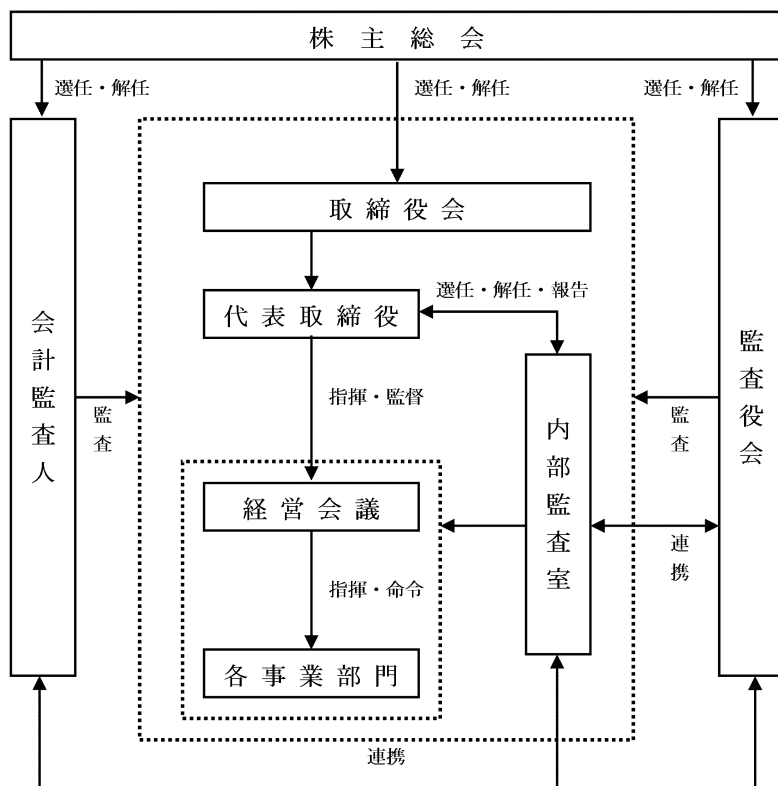 株主総会
選任・解任
選任・解任
選任・解任
取締役会
選任・解任・報告
代表取締役
会計監査人
監査役会
指揮・監督
監査
監査
内部監査室
経営会議
連携
指揮・命令
各事業部門
連携